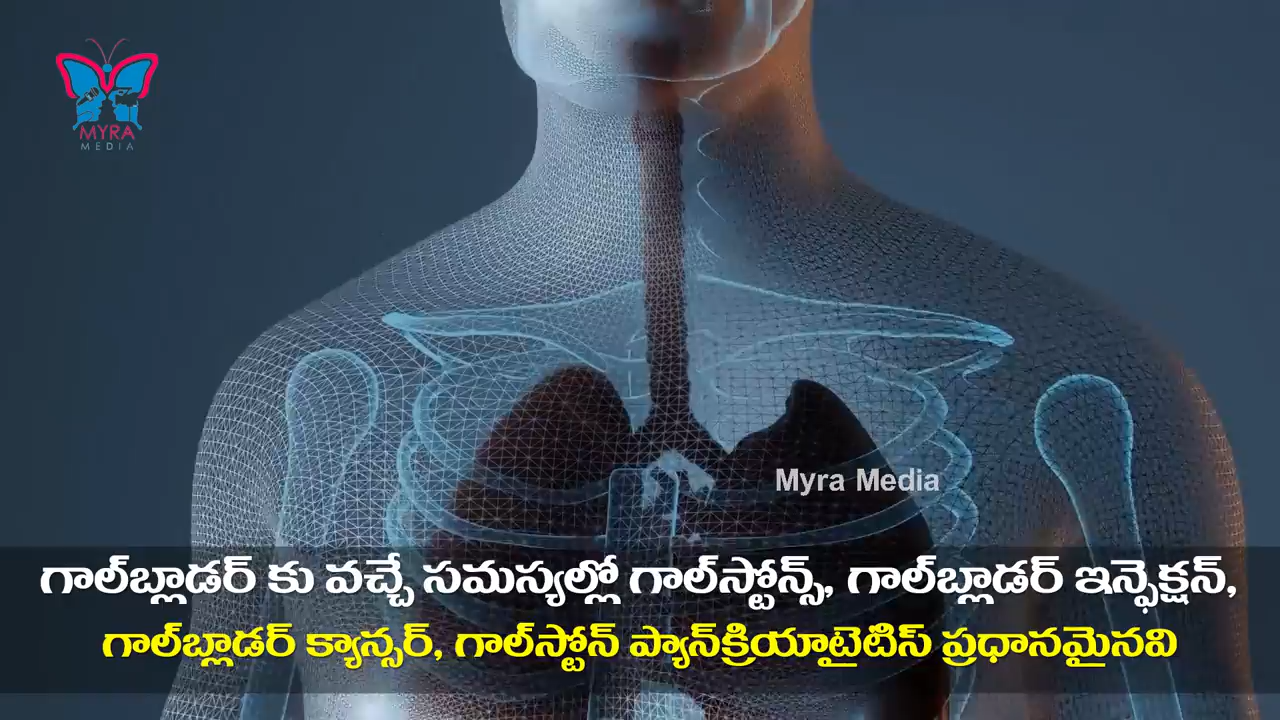 MYRA
MEDIA
Myra Media
గాల్‌బ్లాడర్ కు వచ్చే సమస్యల్లో గాల్‌స్టోన్స్, గాల్‌బ్లాడర్ ఇన్ఫెక్షన్,
గాల్‌బ్లాడర్ క్యాన్సర్, గాల్‌స్టోన్ ప్యాన్‌క్రియాటైటిస్ ప్రధానమైనవి